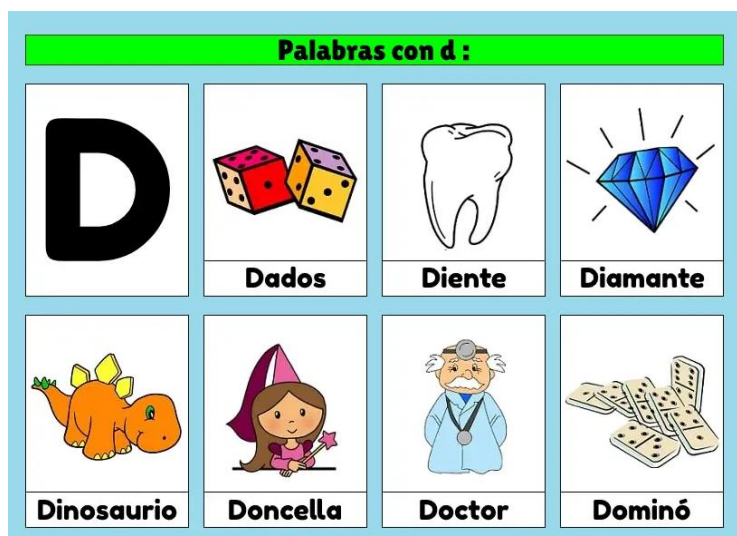 Palabras con d :
D
Dados
Diente
Diamante
Dinosaurio
Doncella
Doctor
Dominó